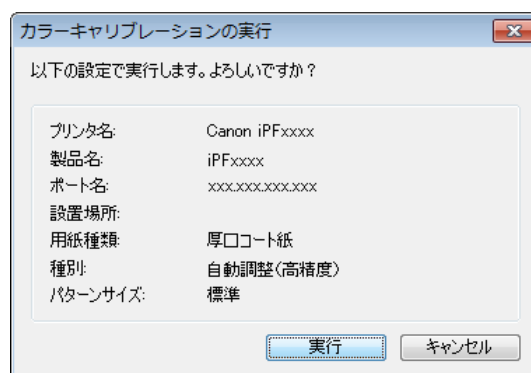 カラーキャリブレーションの実行
以下の設定で実行します。よろしいですか？
プリンタ名: Canon iPFxxxx
製品名: iPFxxxx
ポート名: xxx.xxx.xxx.xxx
設置場所:
用紙種類: 厚口コート紙
種別: 自動調整(高精度)
パターンサイズ: 標準
実行 キャンセル